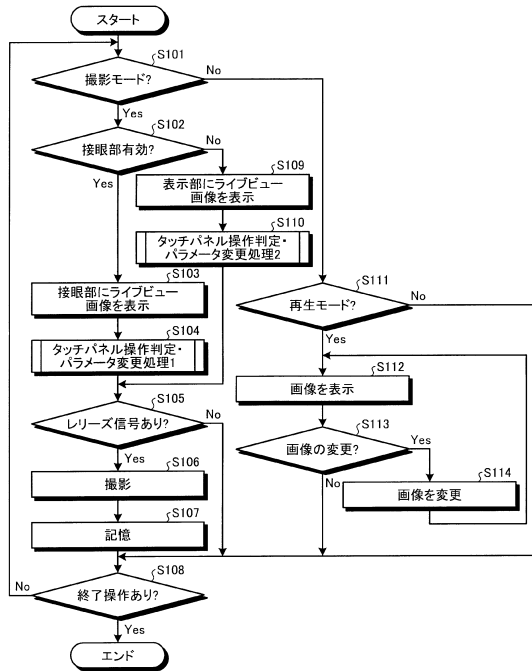 スタート
S101
撮影モード?
No
Yes
S102
接眼部有効?
No
Yes
S109
表示部にライブビュー
画像を表示
S110
タッチパネル操作判定・
パラメータ変更処理2
S103
接眼部にライブビュー
画像を表示
S104
タッチパネル操作判定・
パラメータ変更処理1
S105
レリーズ信号あり?
No
Yes
S106
撮影
S107
記憶
S108
終了操作あり?
No
Yes
エンド
S111
再生モード?
No
Yes
S112
画像を表示
S113
画像の変更?
Yes
No
S114
画像を変更